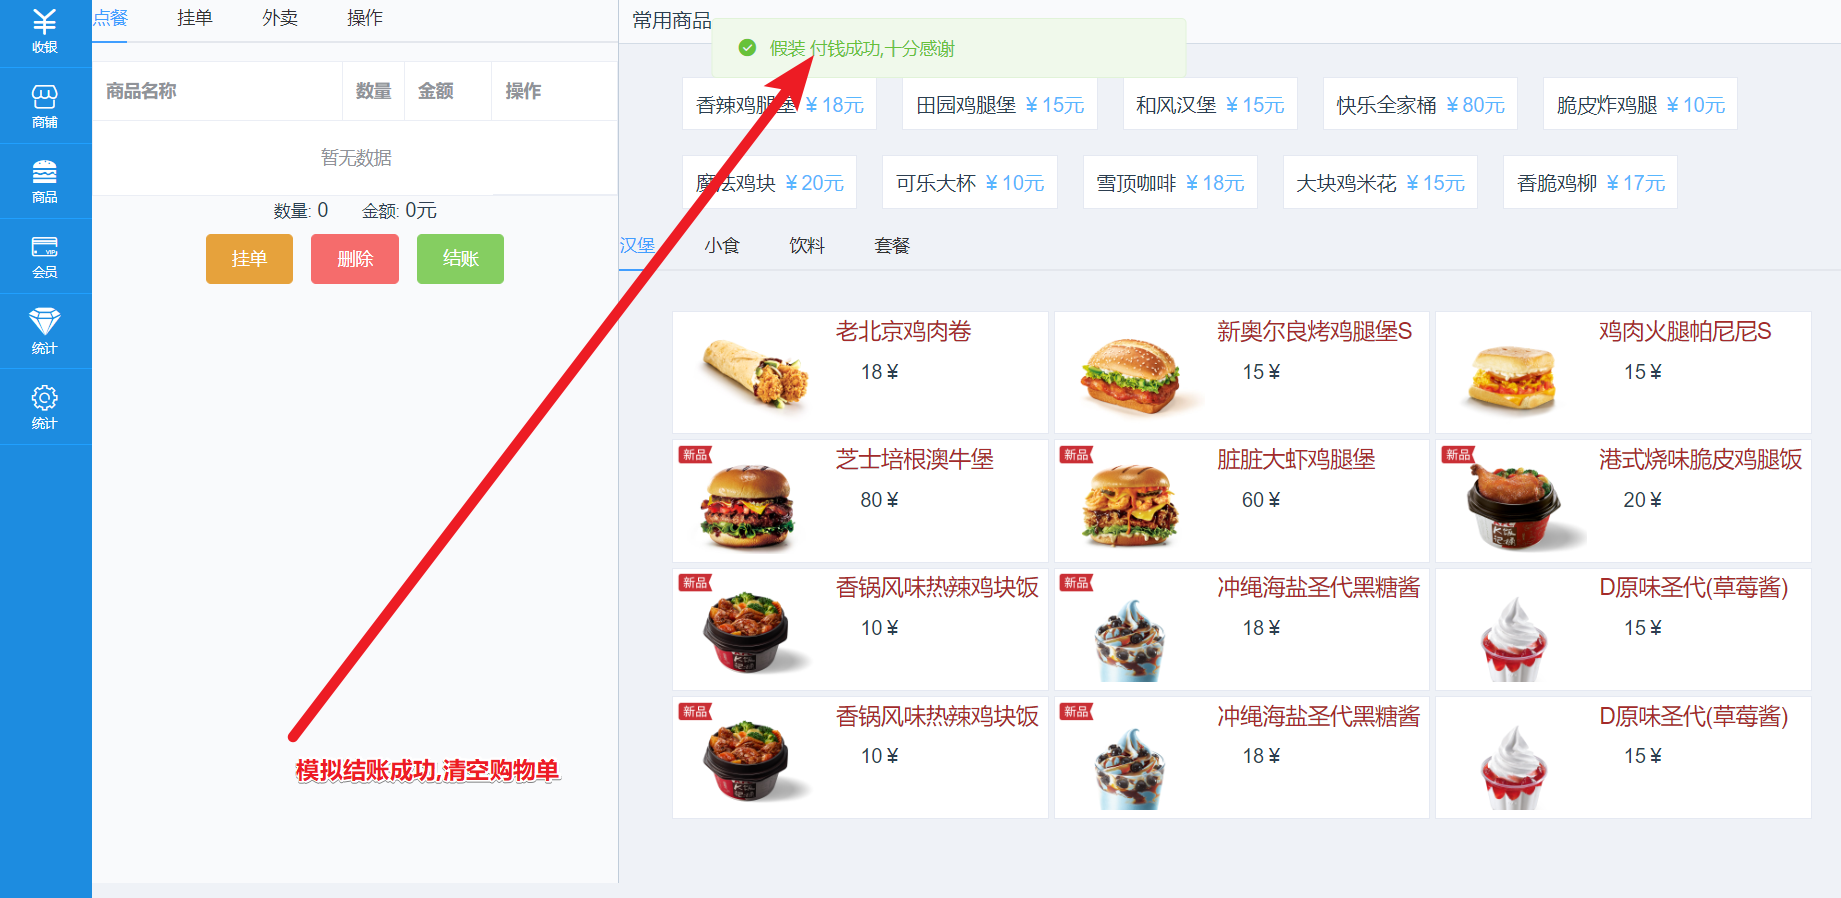 收银
商铺
商品
VIP
会员
统计
统计
点餐 挂单 外卖 操作
商品名称 数量 金额 操作
暂无数据
数量: 0 金额: 0元
挂单 删除 结账
模拟结账成功,清空购物单
常用商品
假装 付钱成功,十分感谢
香辣鸡腿堡 ¥ 18元
田园鸡腿堡 ¥ 15元
和风汉堡 ¥ 15元
快乐全家桶 ¥ 80元
脆皮炸鸡腿 ¥ 10元
魔法鸡块 ¥ 20元
可乐大杯 ¥ 10元
雪顶咖啡 ¥ 18元
大块鸡米花 ¥ 15元
香脆鸡柳 ¥ 17元
汉堡 小食 饮料 套餐
老北京鸡肉卷
18 ¥
新奥尔良烤鸡腿堡S
15 ¥
鸡肉火腿帕尼尼S
15 ¥
新品
芝士培根澳牛堡
80 ¥
新品
脏脏大虾鸡腿堡
60 ¥
新品
港式烧味脆皮鸡腿饭
20 ¥
新品
香锅风味热辣鸡块饭
10 ¥
新品
冲绳海盐圣代黑糖酱
18 ¥
D原味圣代(草莓酱)
15 ¥
新品
香锅风味热辣鸡块饭
10 ¥
新品
冲绳海盐圣代黑糖酱
18 ¥
D原味圣代(草莓酱)
15 ¥